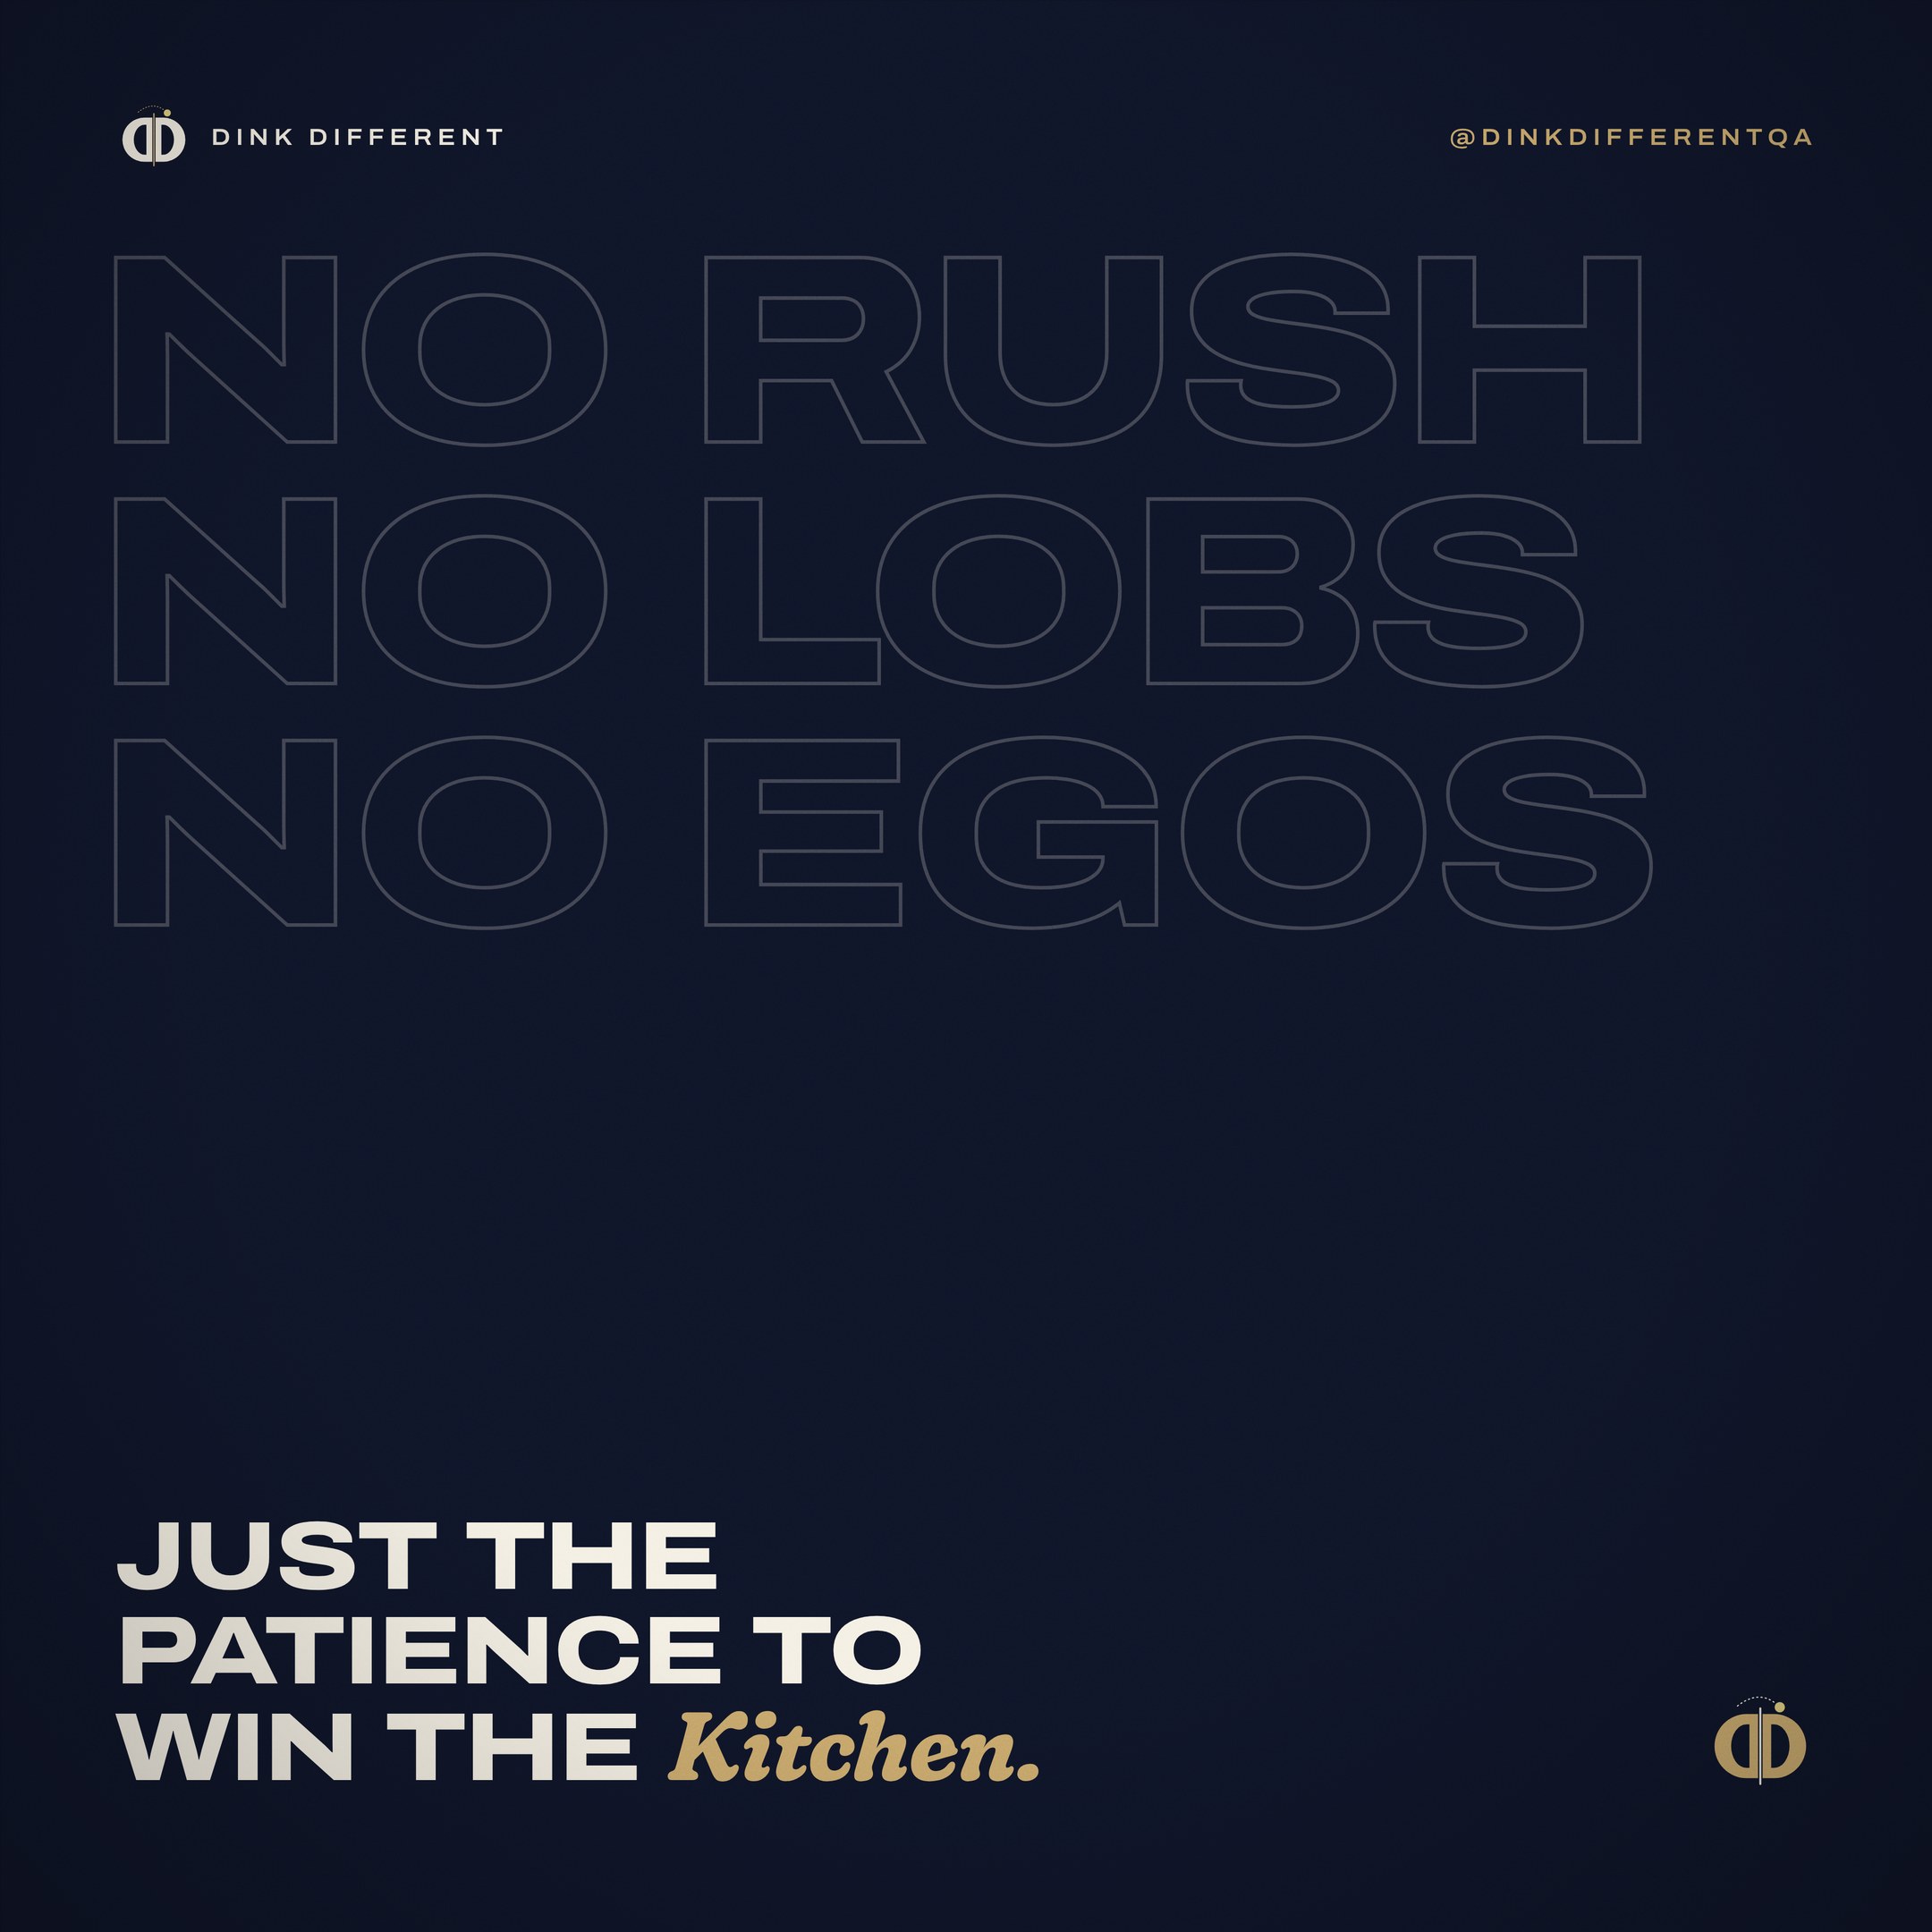 DINK DIFFERENT
@DINKDIFFERENTQA
NO RUSH
NO LOBS
NO EGOS
JUST THE
PATIENCE TO
WIN THE Kitchen.